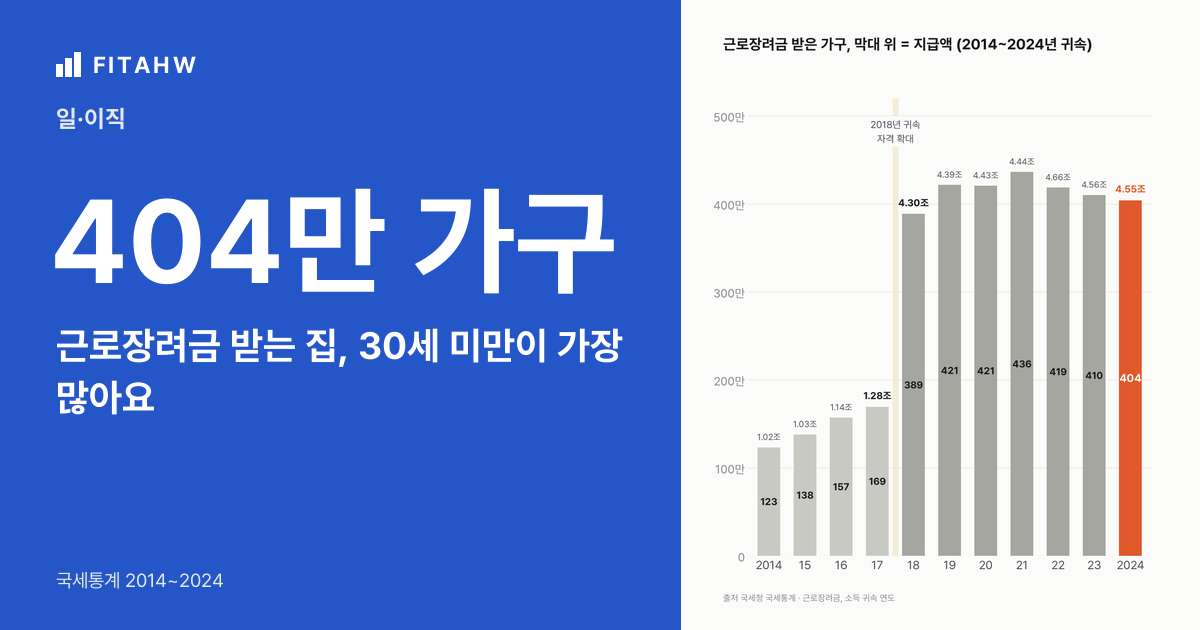 FITAHW
일·이직
404만 가구
근로장려금 받는 집, 30세 미만이 가장
많아요
국세통계 2014~2024
근로장려금 받은 가구, 막대 위 = 지급액 (2014~2024년 귀속)
500만
400만
300만
200만
100만
0
2018년 귀속
자격 확대
1.02조
1.03조
1.14조
1.28조
4.30조
4.39조
4.43조
4.44조
4.66조
4.56조
4.55조
123
138
157
169
389
421
421
436
419
410
404
2014
15
16
17
18
19
20
21
22
23
2024
출처 국세청 국세통계 · 근로장려금, 소득 귀속 연도